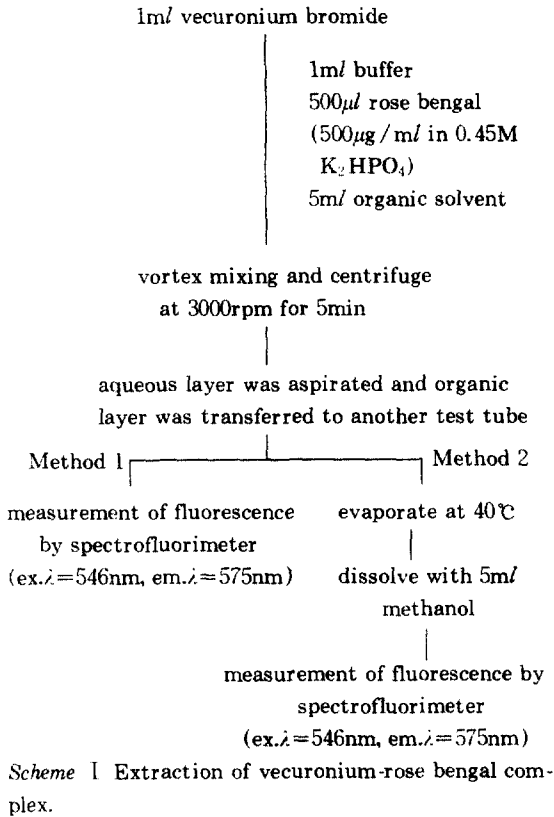 1ml vecuronium bromide
1ml buffer
500μl rose bengal
(500μg/ml in 0.45M
K₂HPO₄)
5ml organic solvent
vortex mixing and centrifuge
at 3000rpm for 5min
aqueous layer was aspirated and organic
layer was transferred to another test tube
Method 1
Method 2
measurement of fluorescence
by spectrofluorimeter
(ex.λ=546nm, em.λ=575nm)
evaporate at 40℃
dissolve with 5ml
methanol
measurement of fluorescence by
spectrofluorimeter
(ex.λ=546nm, em.λ=575nm)
Scheme I Extraction of vecuronium-rose bengal com-
plex.